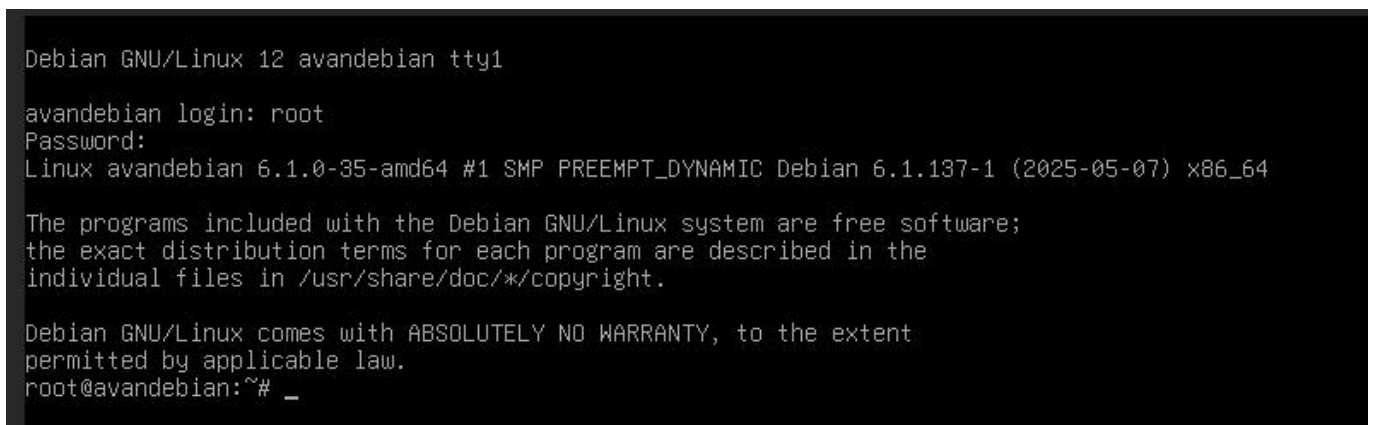 Debian GNU/Linux 12 avandebian tty1
avandebian login: root
Password:
Linux avandebian 6.1.0-35-amd64 #1 SMP PREEMPT_DYNAMIC Debian 6.1.137-1 (2025-05-07) x86_64
The programs included with the Debian GNU/Linux system are free software;
the exact distribution terms for each program are described in the
individual files in /usr/share/doc/*/copyright.
Debian GNU/Linux comes with ABSOLUTELY NO WARRANTY, to the extent
permitted by applicable law.
root@avandebian:~# _